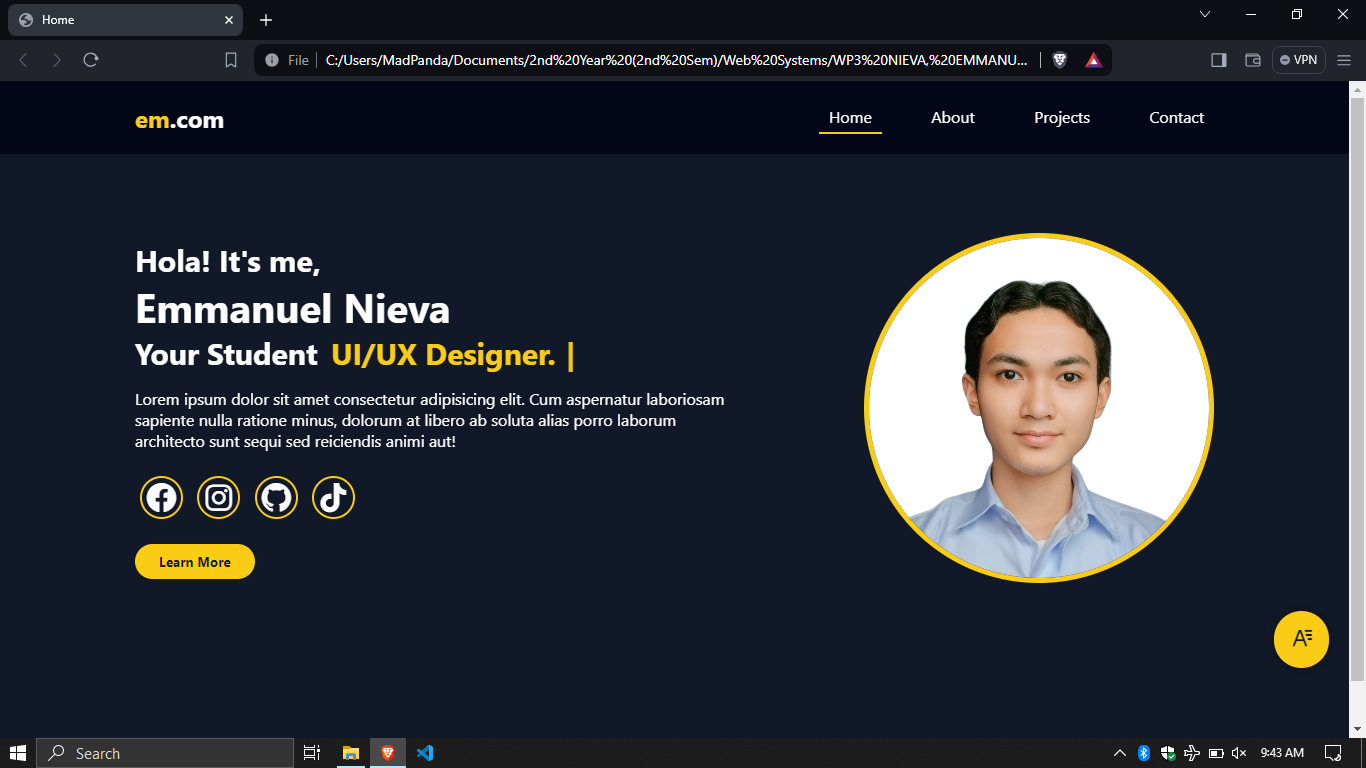 Home
File
C:/Users/MadPanda/Documents/2nd%20Year%20(2nd%20Sem)/Web%20Systems/WP3%20NIEVA,%20EMMANU...
VPN
em.com
Home
About
Projects
Contact
Hola! It's me,
Emmanuel Nieva
Your Student UI/UX Designer. |
Lorem ipsum dolor sit amet consectetur adipisicing elit. Cum aspernatur laboriosam
sapiente nulla ratione minus, dolorum at libero ab soluta alias porro laborum
architecto sunt sequi sed reiciendis animi aut!
Learn More
A
Search
9:43 AM